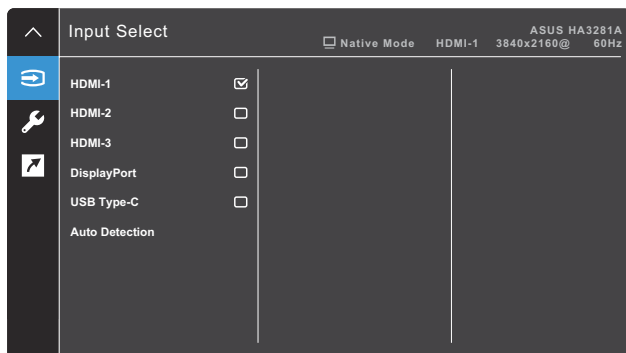 Input Select
ASUS HA3281A
Native Mode HDMI-1 3840x2160@ 60Hz
HDMI-1
HDMI-2
HDMI-3
DisplayPort
USB Type-C
Auto Detection